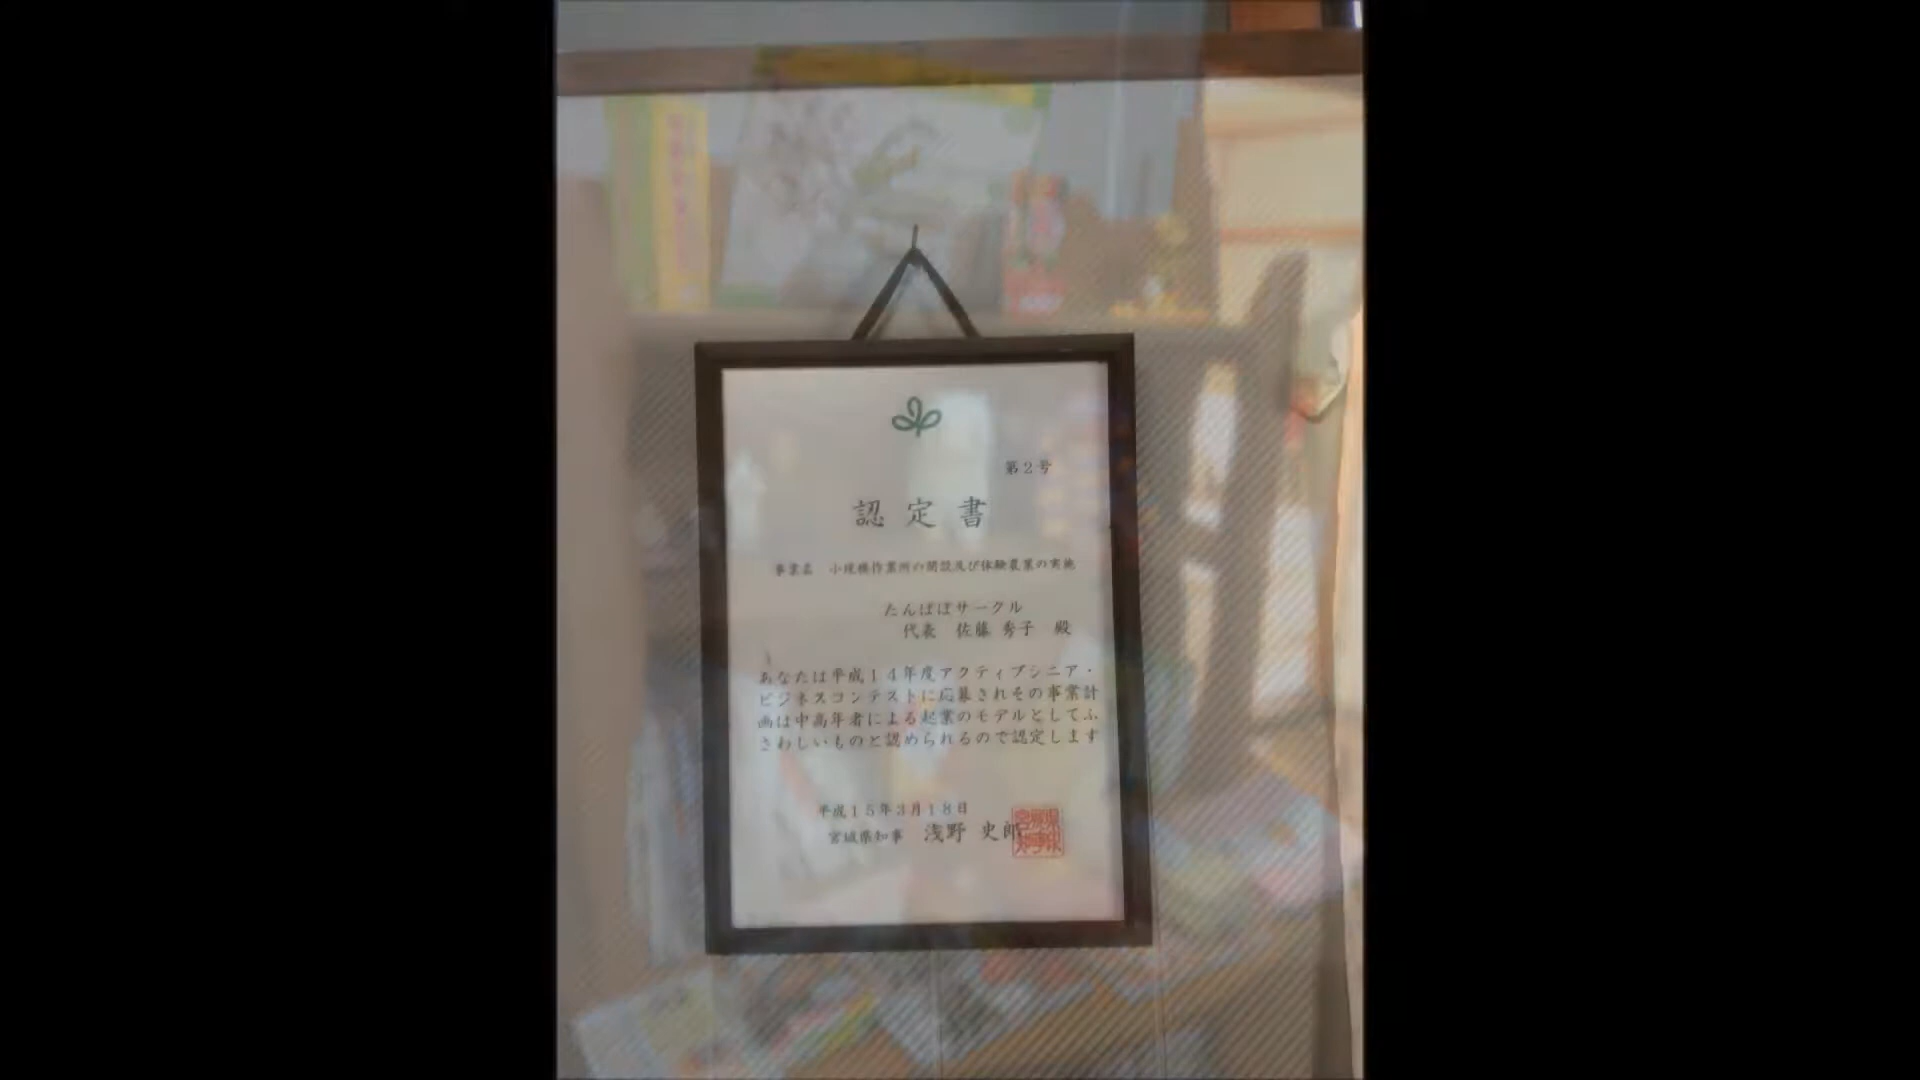 第2号
認定書
事業名 小規模作業所の開設及び体験農業の実施
たんぽぽサークル
代表 佐藤 秀子 殿
あなたは平成14年度アクティブシニア・
ビジネスコンテストに応募されその事業計
画は中高年者による起業のモデルとしてふ
さわしいものと認められるので認定します
平成15年3月18日
宮城県知事 浅野 史郎